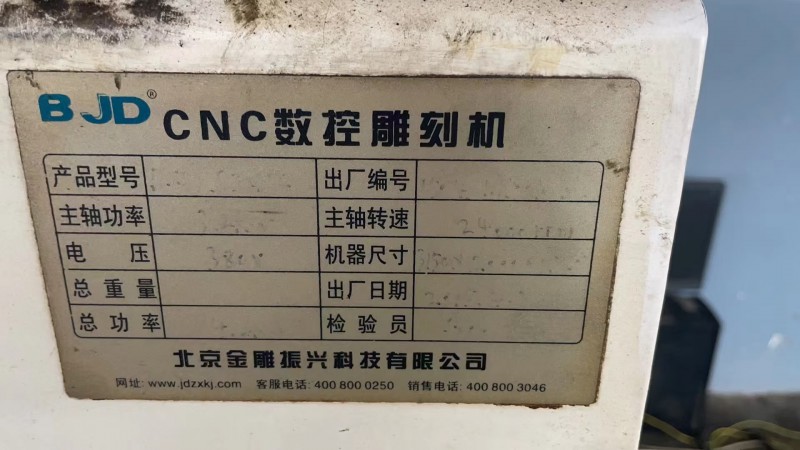 BJD® CNC数控雕刻机
产品型号 出厂编号
主轴功率 主轴转速
电 压 380V 机器尺寸
总重量 出厂日期
总功率 检验员
北京金雕振兴科技有限公司
网址: www.jdzxkj.com 客服电话: 400 800 0250 销售电话: 400 800 3046